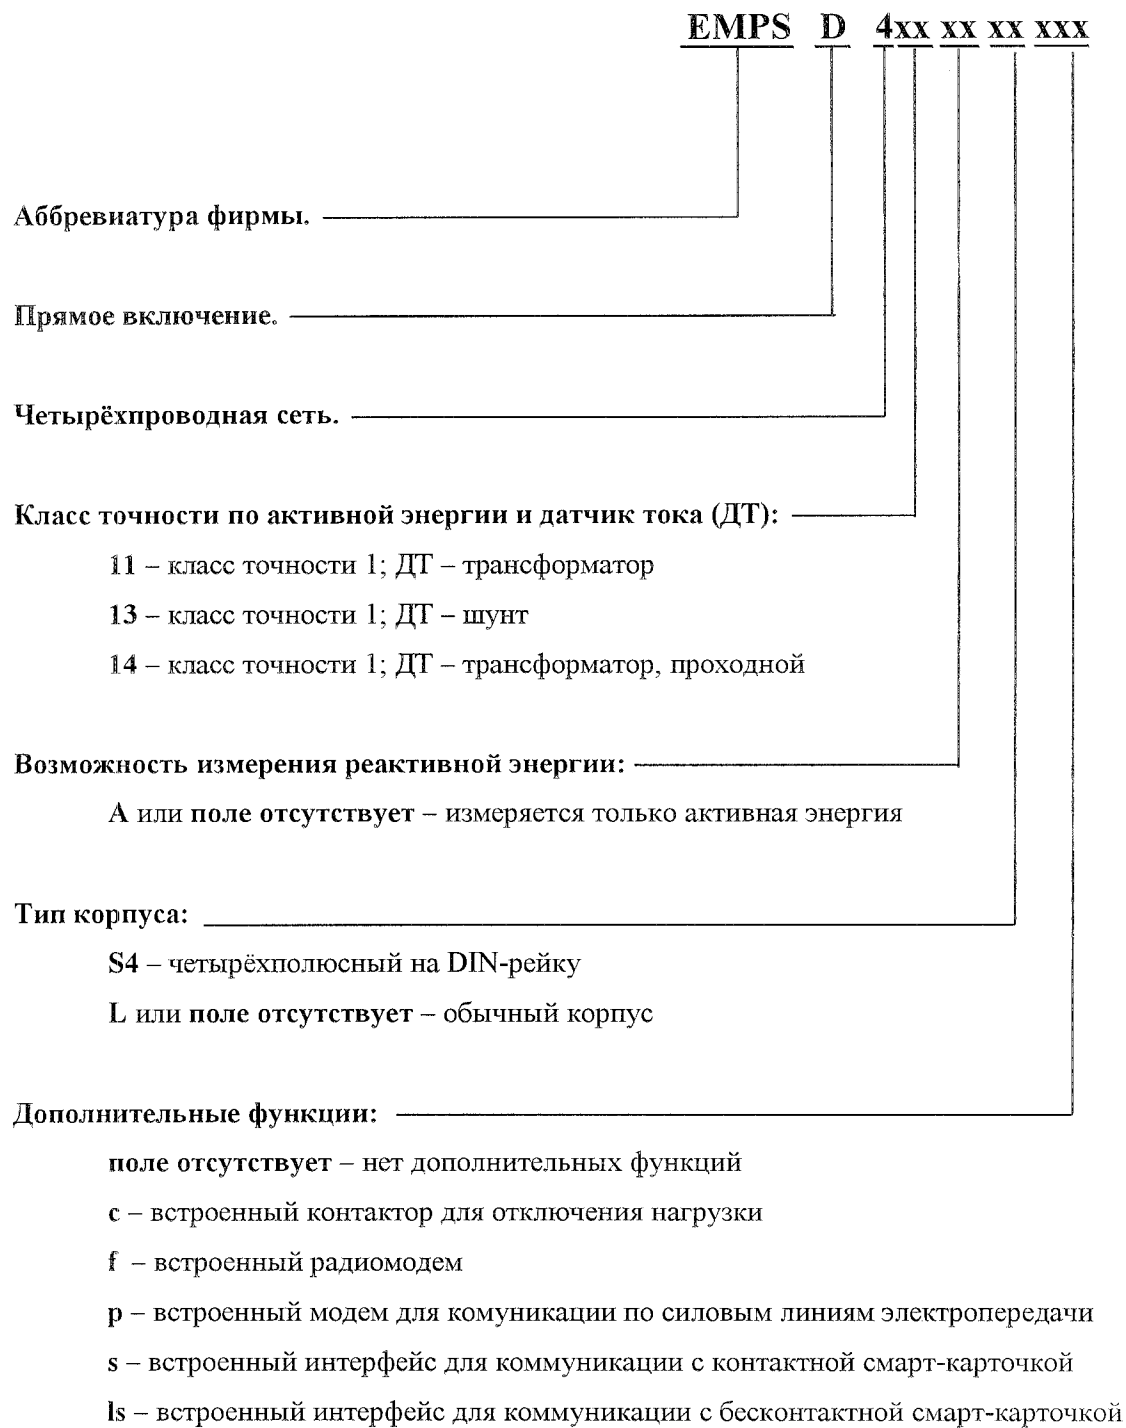 EMPS D 4xx xx xx xxx
Аббревиатура фирмы.
Прямое включение.
Четырёхпроводная сеть.
Класс точности по активной энергии и датчик тока (ДТ):
11 – класс точности 1; ДТ – трансформатор
13 – класс точности 1; ДТ – шунт
14 – класс точности 1; ДТ – трансформатор, проходной
Возможность измерения реактивной энергии:
А или поле отсутствует – измеряется только активная энергия
Тип корпуса:
S4 – четырёхполюсный на DIN-рейку
L или поле отсутствует – обычный корпус
Дополнительные функции:
поле отсутствует – нет дополнительных функций
c – встроенный контактор для отключения нагрузки
f – встроенный радиомодем
p – встроенный модем для комуникации по силовым линиям электропередачи
s – встроенный интерфейс для коммуникации с контактной смарт-карточкой
ls – встроенный интерфейс для коммуникации с бесконтактной смарт-карточкой